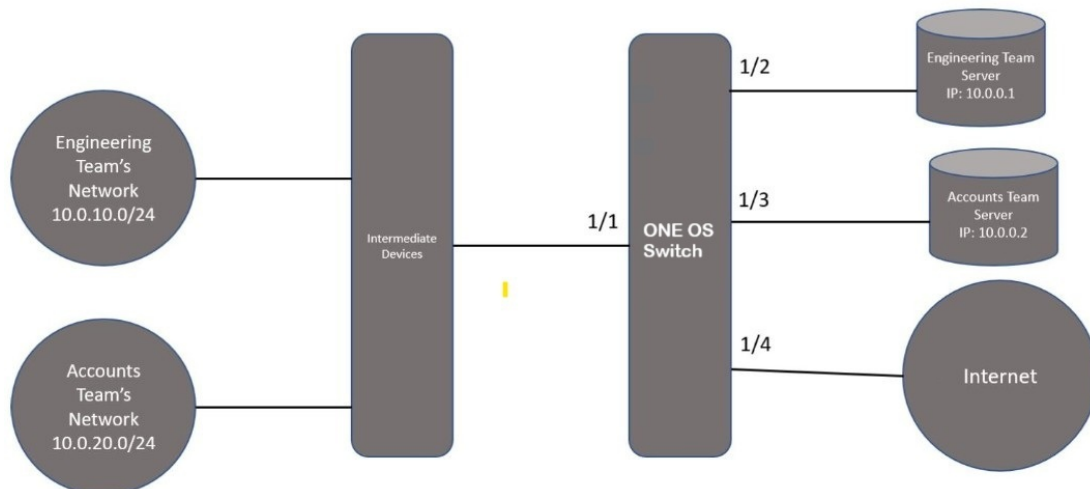 Engineering
Team's
Network
10.0.10.0/24
Accounts
Team's
Network
10.0.20.0/24
Intermediate
Devices
1/1
ONE OS
Switch
1/2
1/3
1/4
Engineering Team
Server
IP: 10.0.0.1
Accounts Team
Server
IP: 10.0.0.2
Internet